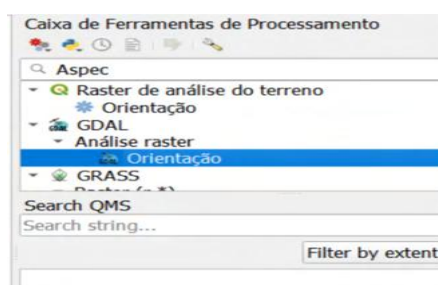 Caixa de Ferramentas de Processamento
Aspec
Raster de análise do terreno
Orientação
GDAL
Análise raster
Orientação
GRASS
Raster (r.*)
Search QMS
Search string...
Filter by extent